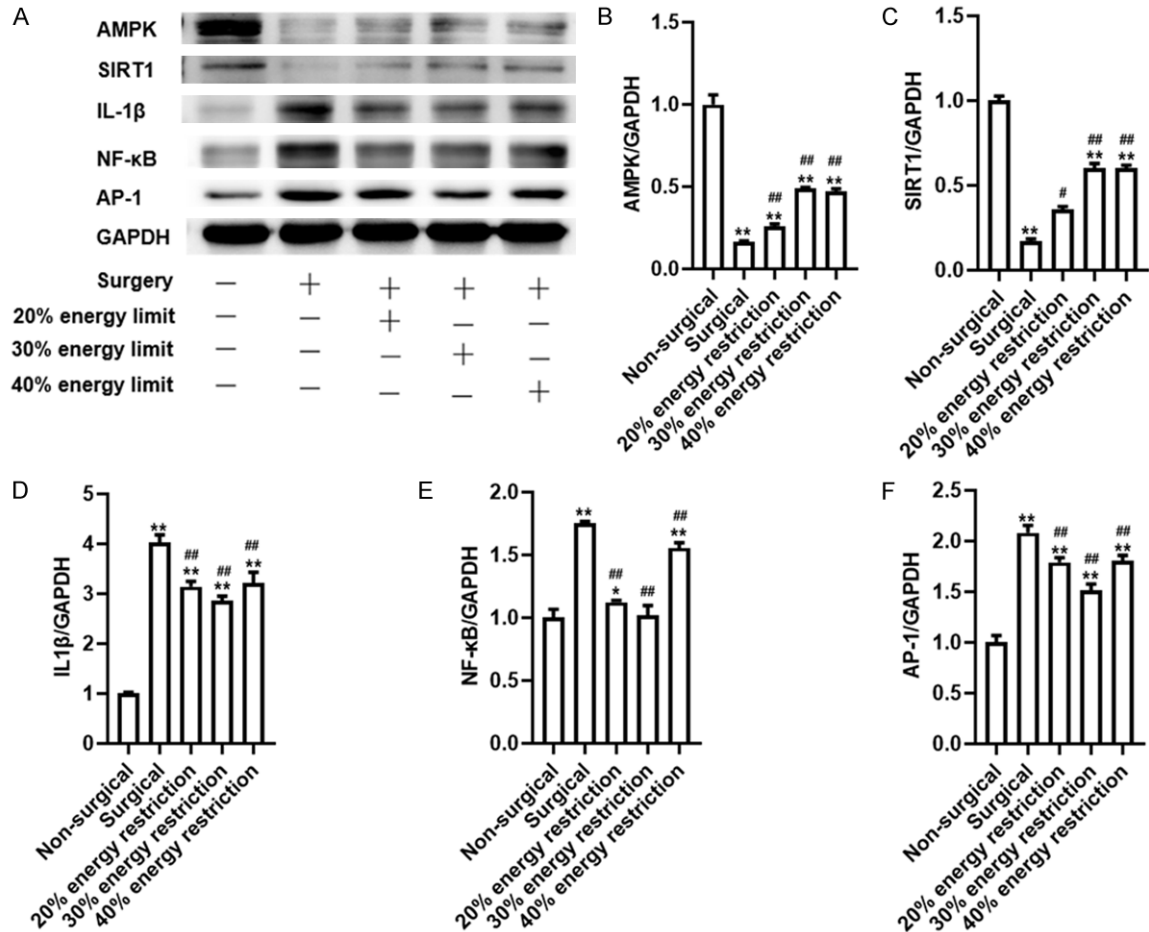 A
AMPK
SIRT1
IL-1β
NF-κB
AP-1
GAPDH
Surgery — + + + +
20% energy limit — — + — —
30% energy limit — — — + —
40% energy limit — — — — +
B
AMPK/GAPDH
1.5
1.0
0.5
0.0
**
##
**
##
**
##
**
Non-surgical
Surgical
20% energy restriction
30% energy restriction
40% energy restriction
C
SIRT1/GAPDH
1.5
1.0
0.5
0.0
**
#
##
**
##
**
Non-surgical
Surgical
20% energy restriction
30% energy restriction
40% energy restriction
D
IL1β/GAPDH
5
4
3
2
1
0
**
##
**
##
**
##
**
Non-surgical
Surgical
20% energy restriction
30% energy restriction
40% energy restriction
E
NF-κB/GAPDH
2.0
1.5
1.0
0.5
0.0
**
##
*
##
##
**
Non-surgical
Surgical
20% energy restriction
30% energy restriction
40% energy restriction
F
AP-1/GAPDH
2.5
2.0
1.5
1.0
0.5
0.0
**
##
**
##
**
##
**
Non-surgical
Surgical
20% energy restriction
30% energy restriction
40% energy restriction